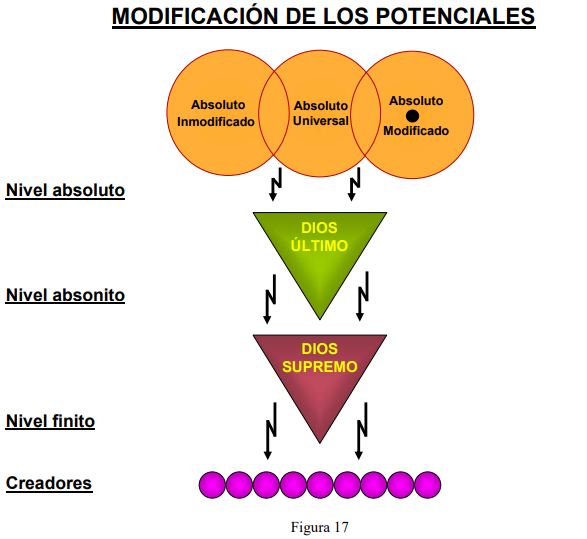 MODIFICACIÓN DE LOS POTENCIALES
Absoluto
Inmodificado
Absoluto
Universal
Absoluto
Modificado
Nivel absoluto
DIOS
ÚLTIMO
Nivel absonito
DIOS
SUPREMO
Nivel finito
Creadores
Figura 17